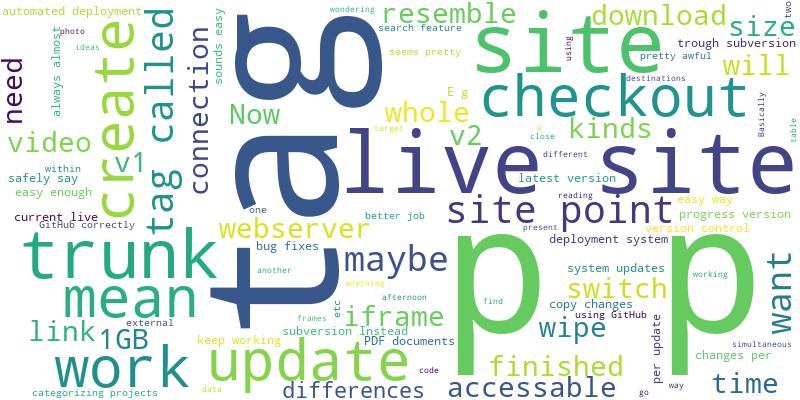 automated deployment
photo
ideas
always almost
need
create
tag called
connection
sounds easy
wondering
tag
resemble
search feature
seems pretty
site
download
size
two
trough subversion
using
pretty awful
will
destinations
checkout
Basically
table
E g
whole
Now
v2
kinds
p
close
target
video
v1
within
safely say
easy enough
live site
different
latest version
reading
current live
GitHub correctly
one
webserver
better job
site point
easy way
progress version
version control
present
deployment system
bug fixes
another
trunk
mean
maybe
p p
system updates
working
want
anything
afternoon
switch
find
copy changes
link
1GB
external
etc
frames
iframe
using GitHub
subversion Instead
wipe
per update
simultaneous
keep working
PDF documents
changes per
work
update
code
finished
data
categorizing projects
differences
accessable
go
way
time